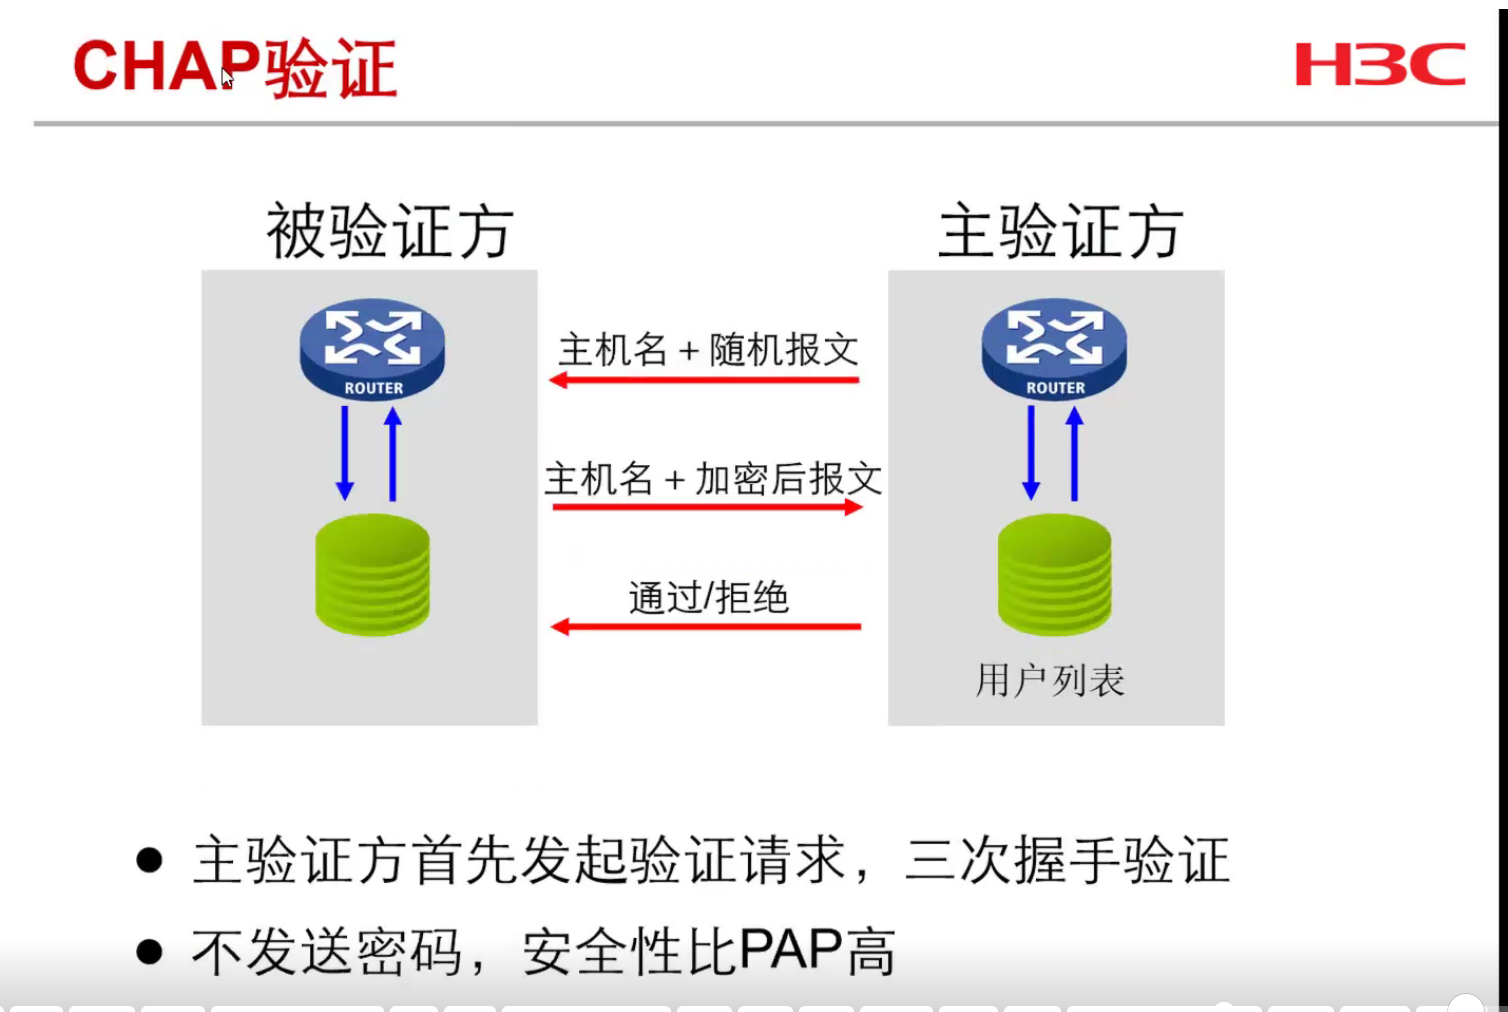 CHAP验证
H3C
被验证方
主验证方
ROUTER
ROUTER
主机名 + 随机报文
主机名 + 加密后报文
通过/拒绝
用户列表
● 主验证方首先发起验证请求，三次握手验证
● 不发送密码，安全性比PAP高